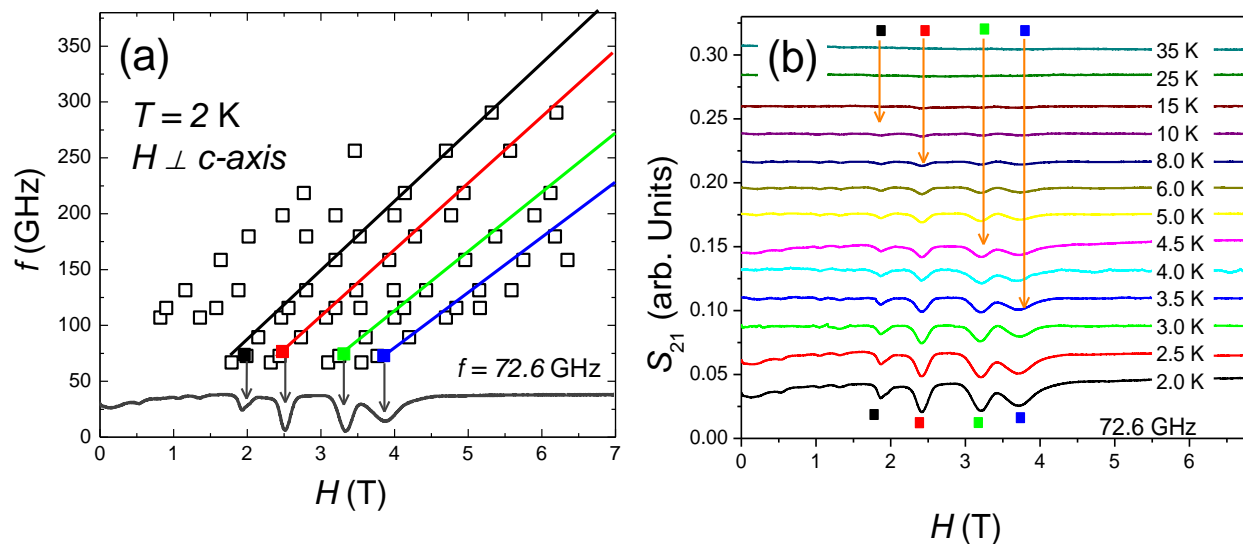 (a)
T = 2 K
H ⊥ c-axis
f = 72.6 GHz
f (GHz)
350
300
250
200
150
100
50
0
0 1 2 3 4 5 6 7
H (T)
(b)
35 K
25 K
15 K
10 K
8.0 K
6.0 K
5.0 K
4.5 K
4.0 K
3.5 K
3.0 K
2.5 K
2.0 K
72.6 GHz
S21 (arb. Units)
0.30
0.25
0.20
0.15
0.10
0.05
0.00
0 1 2 3 4 5 6
H (T)